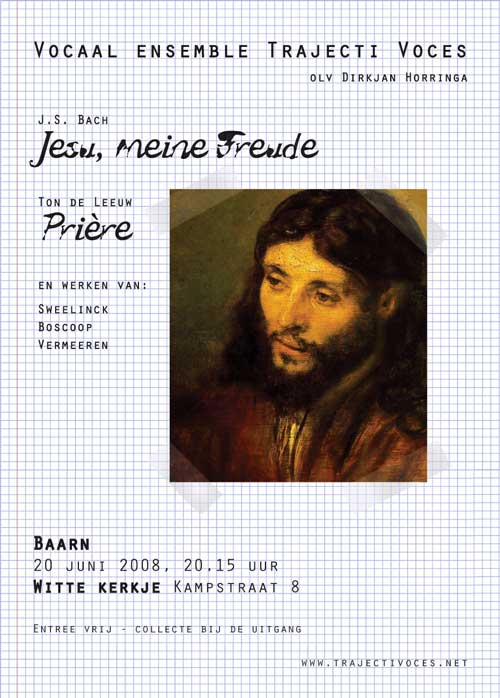 Vocaal ensemble Trajecti Voces
olv Dirkjan Horringa
J.S. Bach
Jesu, meine Freude
Ton de Leeuw
Prière
en werken van:
Sweelinck
Boscoop
Vermeeren
Baarn
20 juni 2008, 20.15 uur
Witte kerkje Kampstraat 8
Entree vrij - collecte bij de uitgang
www.trajectivoces.net